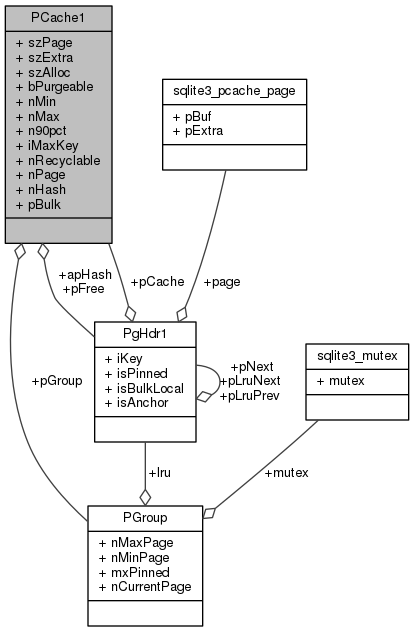 PCache1
+ szPage
+ szExtra
+ szAlloc
+ bPurgeable
+ nMin
+ nMax
+ n90pct
+ iMaxKey
+ nRecyclable
+ nPage
+ nHash
+ pBulk
sqlite3_pcache_page
+ pBuf
+ pExtra
+apHash
+pFree
+pCache
+page
PgHdr1
+ iKey
+ isPinned
+ isBulkLocal
+ isAnchor
+pNext
+pLruNext
+pLruPrev
sqlite3_mutex
+ mutex
+pGroup
+lru
+mutex
PGroup
+ nMaxPage
+ nMinPage
+ mxPinned
+ nCurrentPage